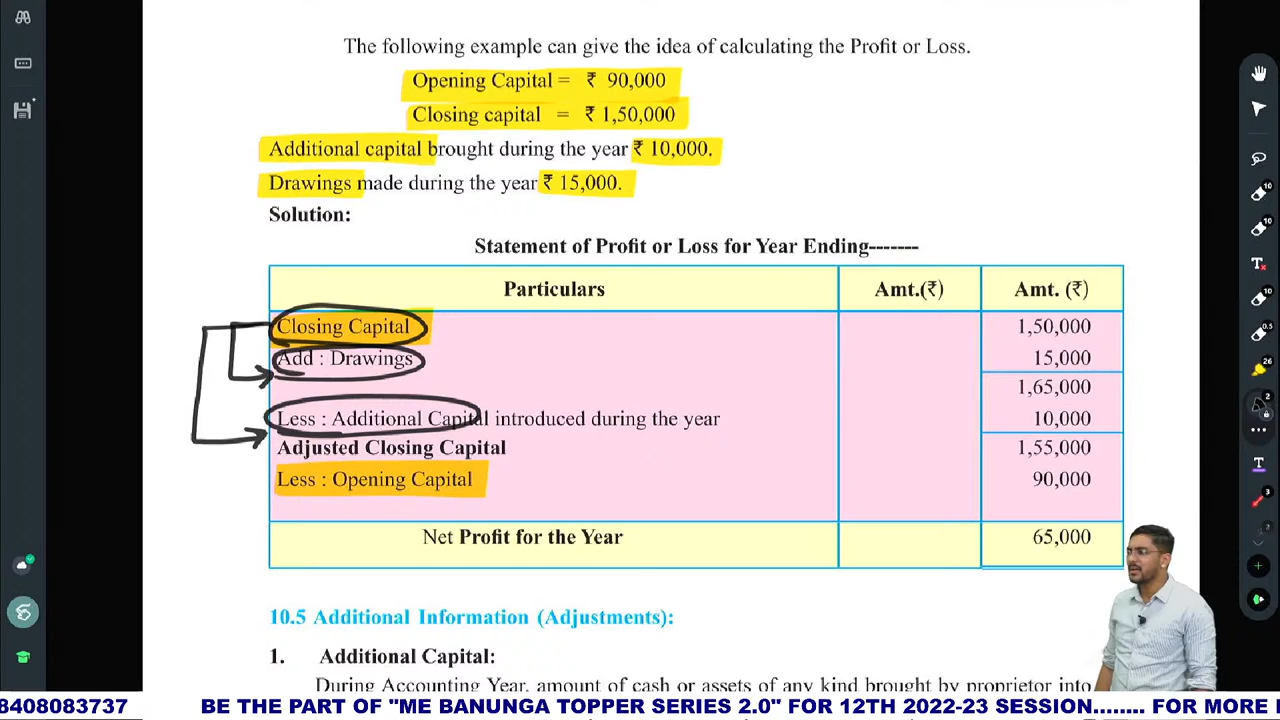 The following example can give the idea of calculating the Profit or Loss.
Opening Capital = ₹ 90,000
Closing capital = ₹ 1,50,000
Additional capital brought during the year ₹ 10,000.
Drawings made during the year ₹ 15,000.
Solution:
Statement of Profit or Loss for Year Ending-------
Particulars Amt.(₹) Amt. (₹)
Closing Capital 1,50,000
Add : Drawings 15,000
1,65,000
Less : Additional Capital introduced during the year 10,000
Adjusted Closing Capital 1,55,000
Less : Opening Capital 90,000
Net Profit for the Year 65,000
10.5 Additional Information (Adjustments):
1. Additional Capital:
During Accounting Year, amount of cash or assets of any kind brought by proprietor into
8408083737 BE THE PART OF "ME BANUNGA TOPPER SERIES 2.0" FOR 12TH 2022-23 SESSION........ FOR MORE